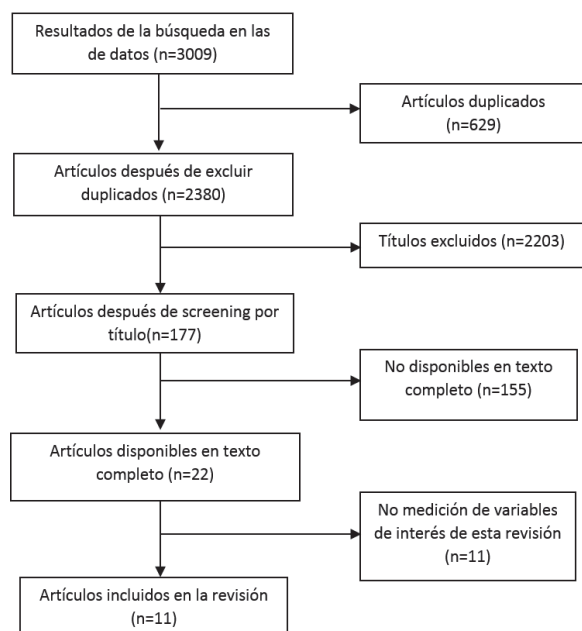 Resultados de la búsqueda en las
de datos (n=3009)
Artículos duplicados
(n=629)
Artículos después de excluir
duplicados (n=2380)
Títulos excluidos (n=2203)
Artículos después de screening por
título(n=177)
No disponibles en texto
completo (n=155)
Artículos disponibles en texto
completo (n=22)
No medición de variables
de interés de esta revisión
(n=11)
Artículos incluidos en la revisión
(n=11)